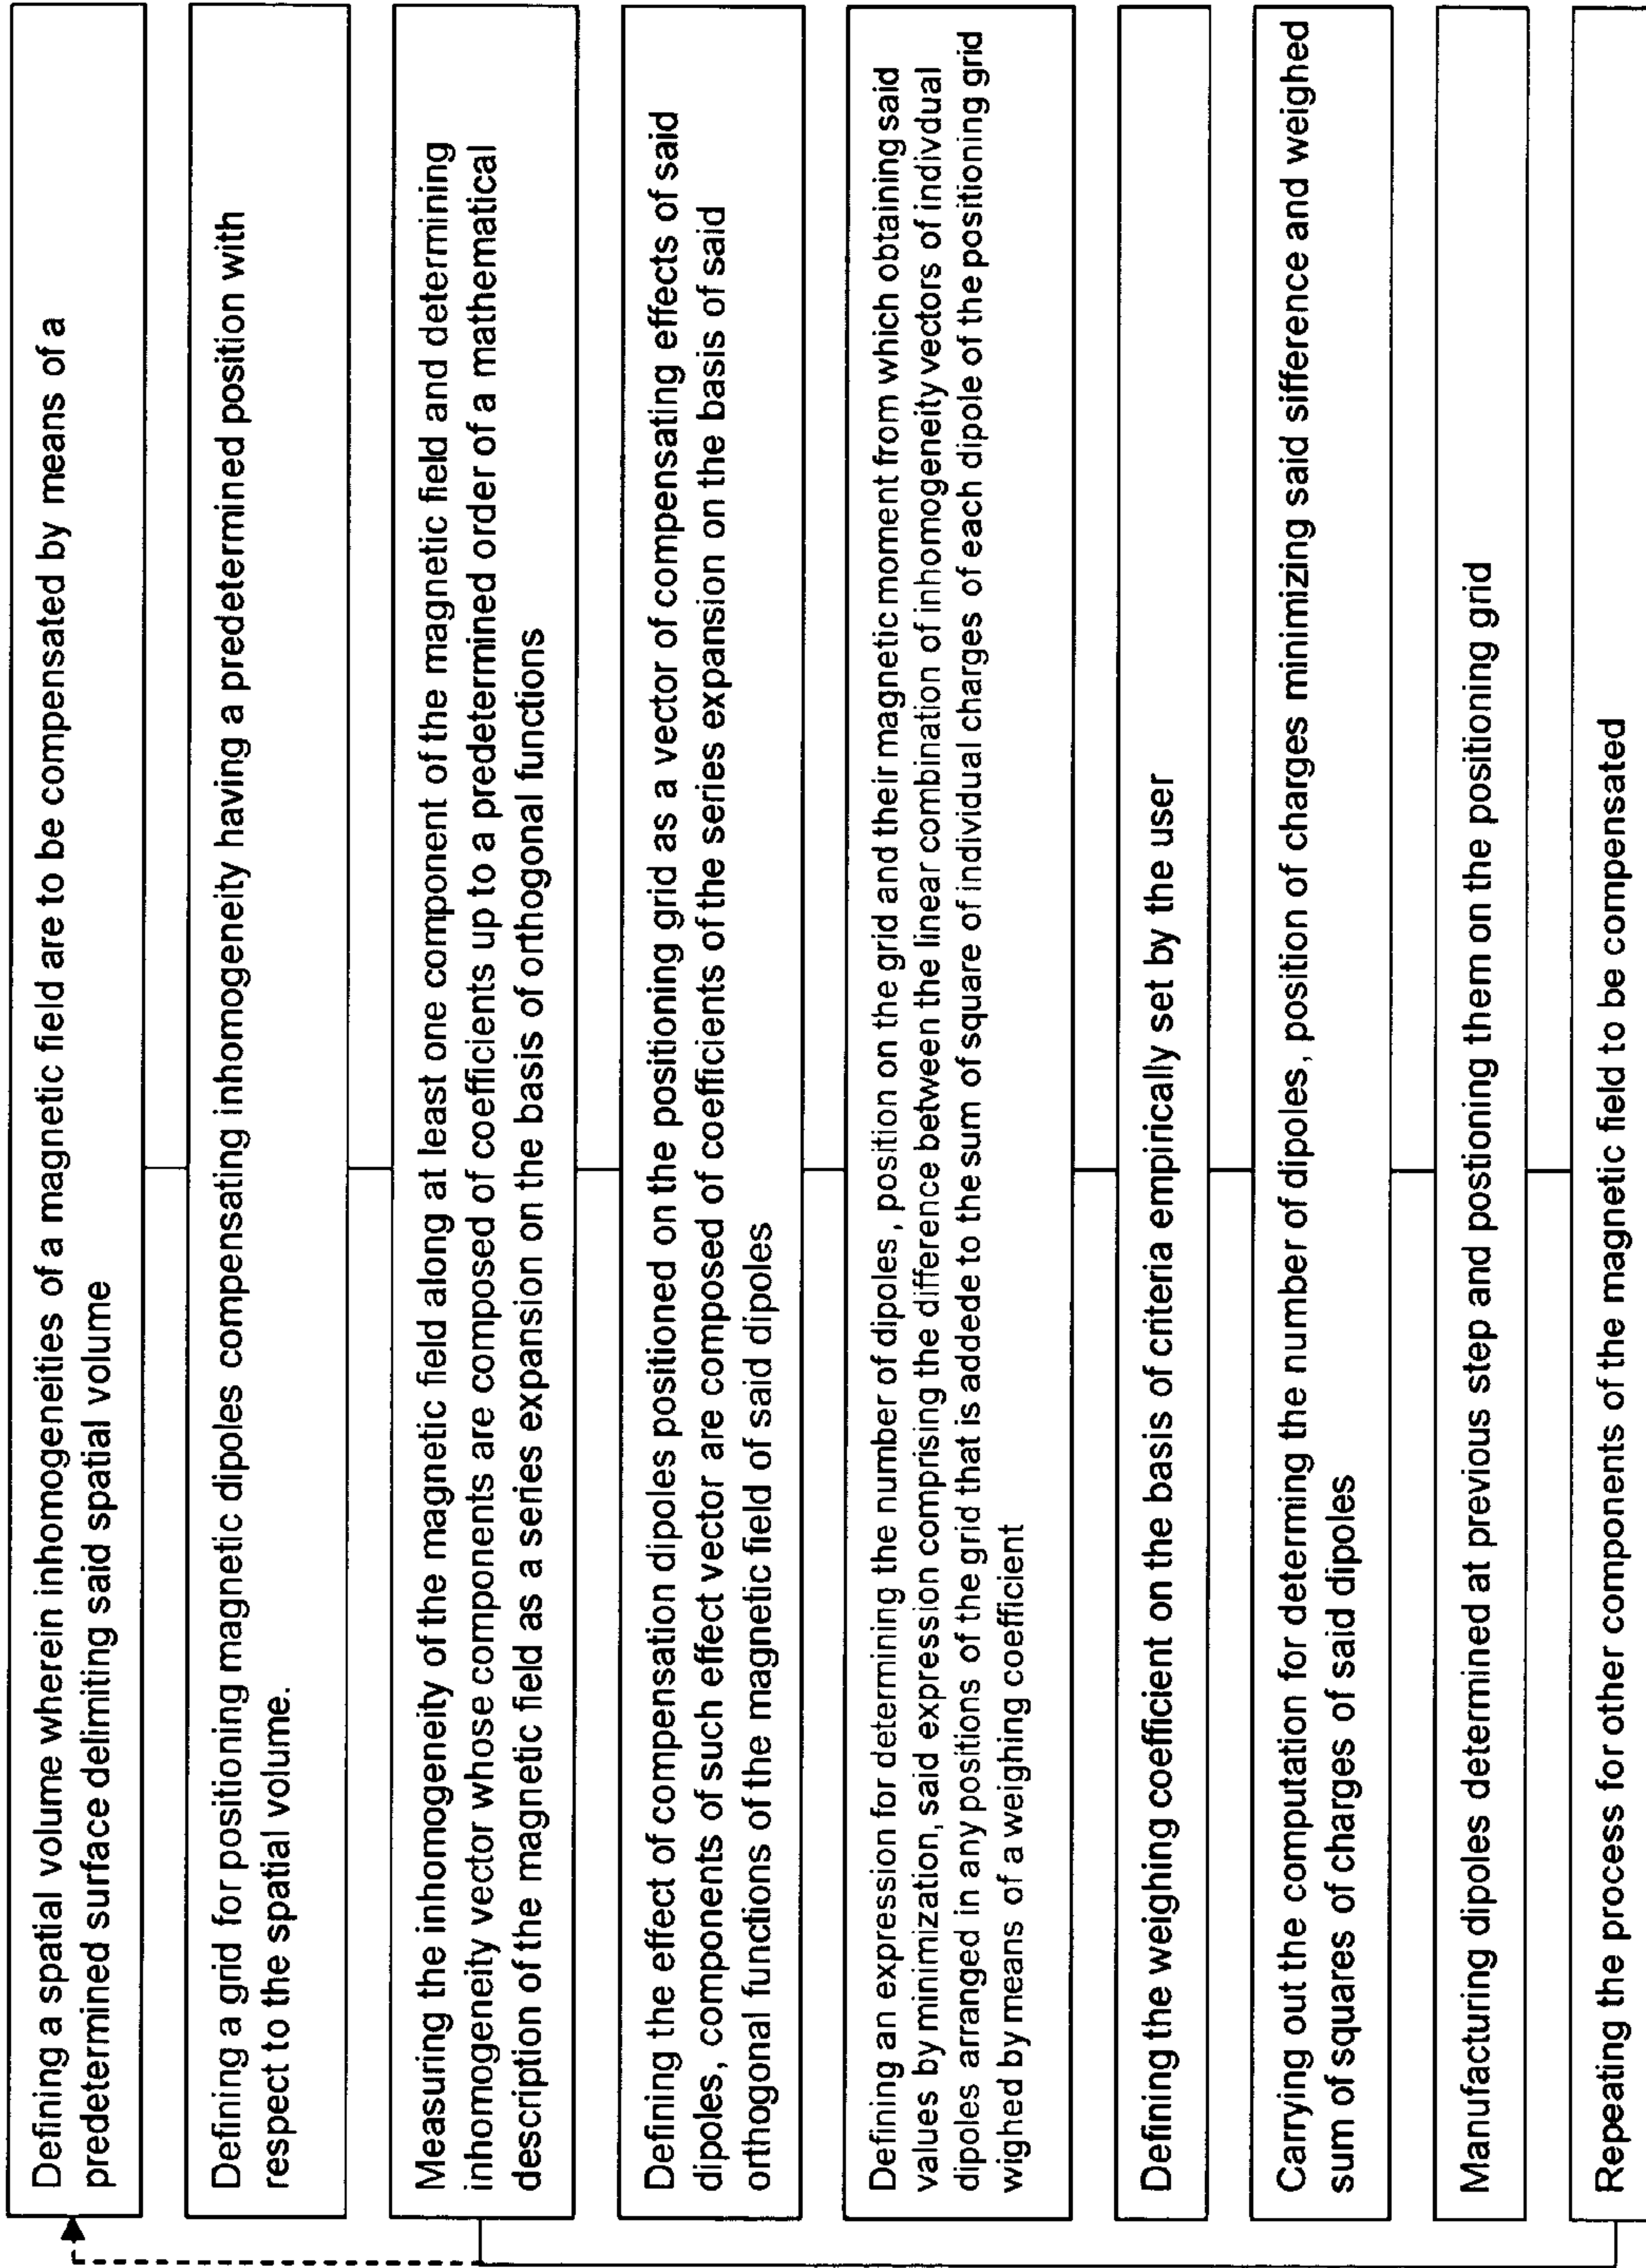 Defining a spatial volume wherein inhomogeneities of a magnetic field are to be compensated by means of a
predetermined surface delimiting said spatial volume
Defining a grid for positioning magnetic dipoles compensating inhomogeneity having a predetermined position with
respect to the spatial volume.
Measuring the inhomogeneity of the magnetic field along at least one component of the magnetic field and determining
inhomogeneity vector whose components are composed of coefficients up to a predetermined order of a mathematical
description of the magnetic field as a series expansion on the basis of orthogonal functions
Defining the effect of compensation dipoles positioned on the positioning grid as a vector of compensating effects of said
dipoles, components of such effect vector are composed of coefficients of the series expansion on the basis of said
orthogonal functions of the magnetic field of said dipoles
Defining an expression for determining the number of dipoles, position on the grid and their magnetic moment from which obtaining said
values by minimization, said expression comprising the difference between the linear combination of inhomogeneity vectors of indivdual
dipoles arranged in any positions of the grid that is addede to the sum of square of individual charges of each dipole of the positioning grid
wighed by means of a weighing coefficient
Defining the weighing coefficient on the basis of criteria empirically set by the user
Carrying out the computation for determining the number of dipoles, position of charges minimizing said sifference and weighed
sum of squares of charges of said dipoles
Manufacturing dipoles determined at previous step and postioning them on the positioning grid
Repeating the process for other components of the magnetic field to be compensated